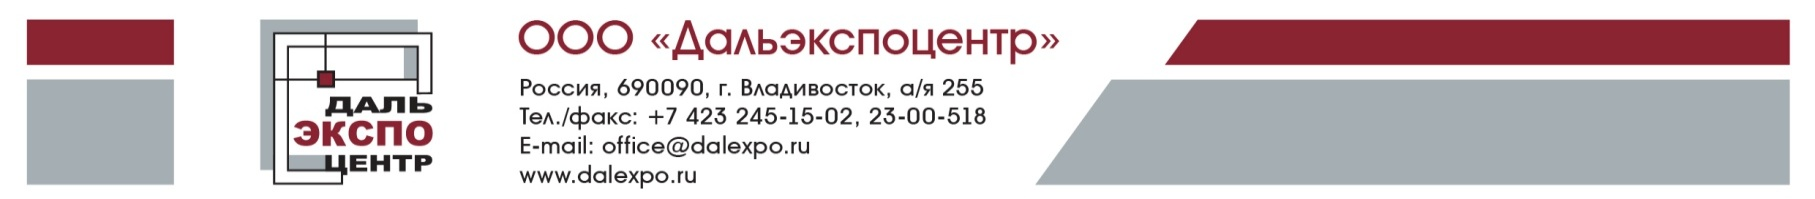 ДАЛЬ
ЭКСПО
ЦЕНТР
ООО «Дальэкспоцентр»
Россия, 690090, г. Владивосток, а/я 255
Тел./факс: +7 423 245-15-02, 23-00-518
E-mail: office@dalexpo.ru
www.dalexpo.ru